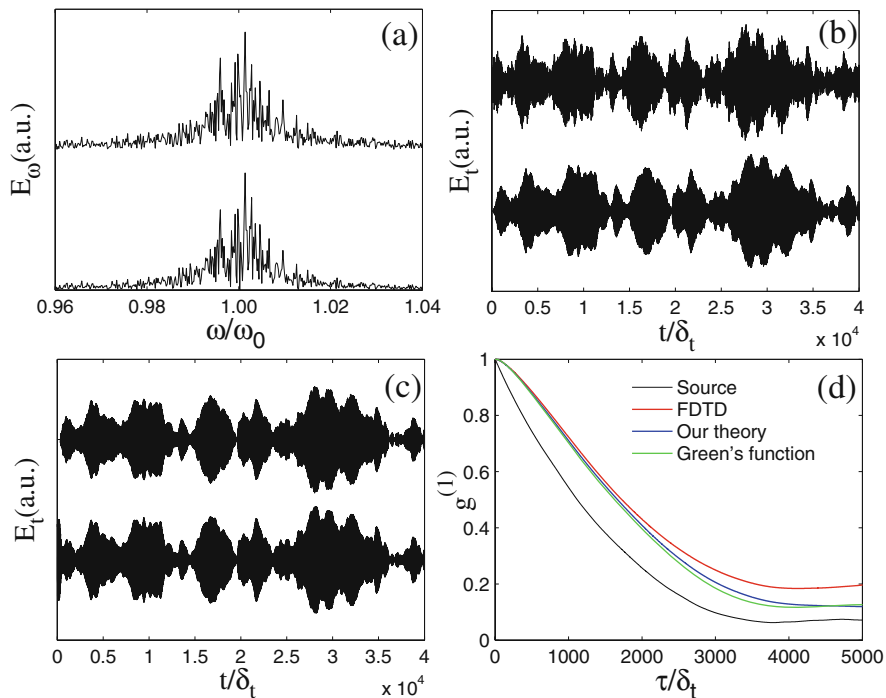 (a)
E_ω(a.u.)
0.96 0.98 1.00 1.02 1.04
ω/ω_0
(b)
E_t(a.u.)
0 0.5 1 1.5 2 2.5 3 3.5 4
t/δ_t
x 10^4
(c)
E_t(a.u.)
0 0.5 1 1.5 2 2.5 3 3.5 4
t/δ_t
x 10^4
(d)
1
0.8
0.6
0.4
0.2
0
g^(1)
Source
FDTD
Our theory
Green's function
0 1000 2000 3000 4000 5000
τ/δ_t